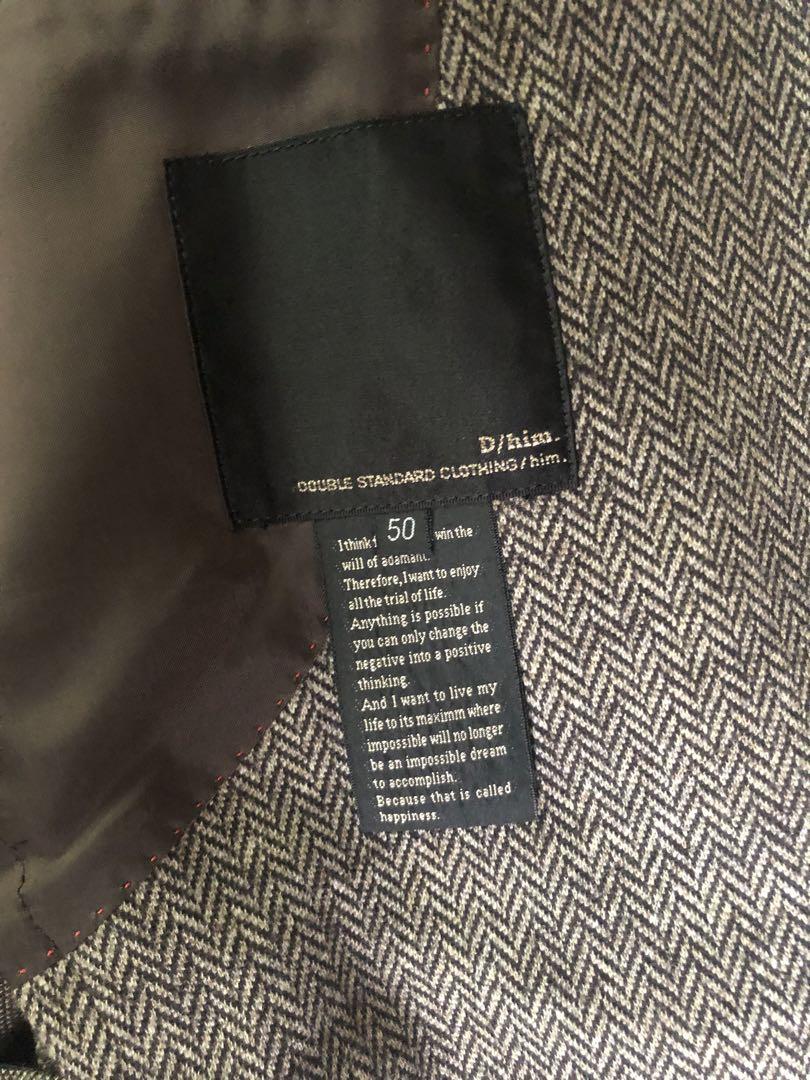 D/him.
DOUBLE STANDARD CLOTHING / him.
50
I think win the
will of adamant.
Therefore, I want to enjoy
all the trial of life.
Anything is possible if
you can only change the
negative into a positive
thinking.
And I want to live my
life to its maximm where
impossible will no longer
be an impossible dream
to accomplish.
Because that is called
happiness.